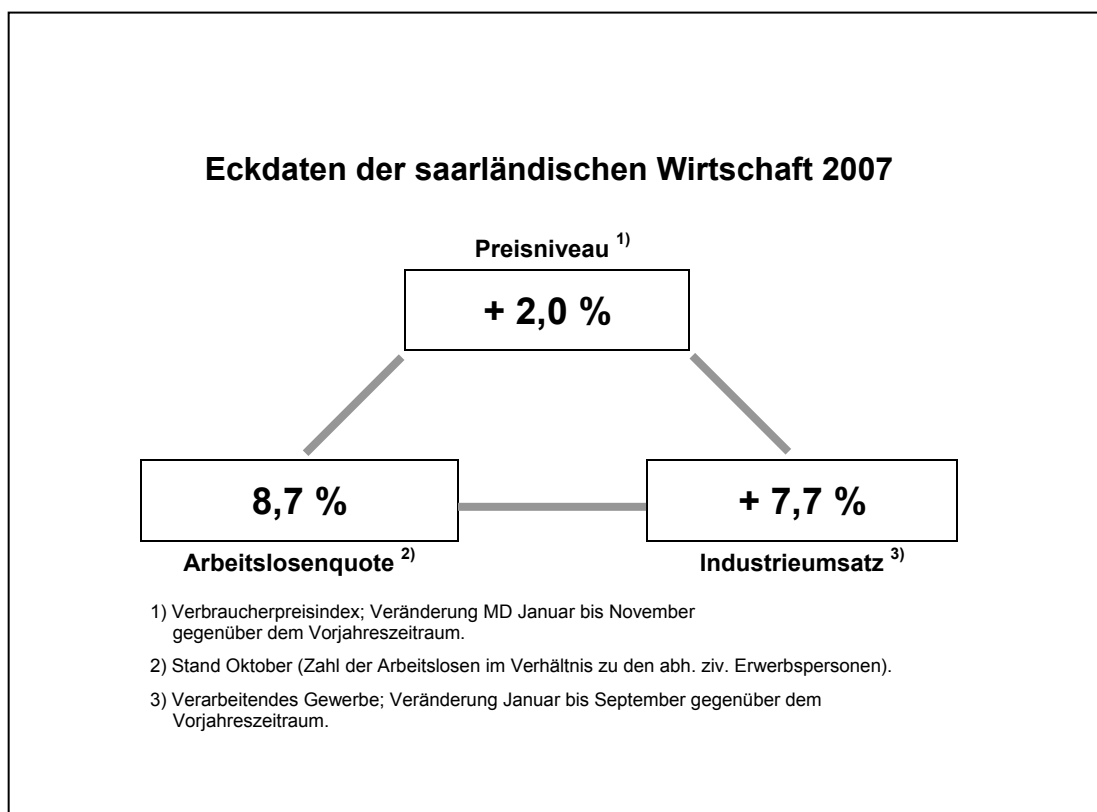 Eckdaten der saarländischen Wirtschaft 2007
Preisniveau 1)
+ 2,0 %
8,7 %
+ 7,7 %
Arbeitslosenquote 2)
Industrieumsatz 3)
1) Verbraucherpreisindex; Veränderung MD Januar bis November
gegenüber dem Vorjahreszeitraum.
2) Stand Oktober (Zahl der Arbeitslosen im Verhältnis zu den abh. ziv. Erwerbspersonen).
3) Verarbeitendes Gewerbe; Veränderung Januar bis September gegenüber dem
Vorjahreszeitraum.